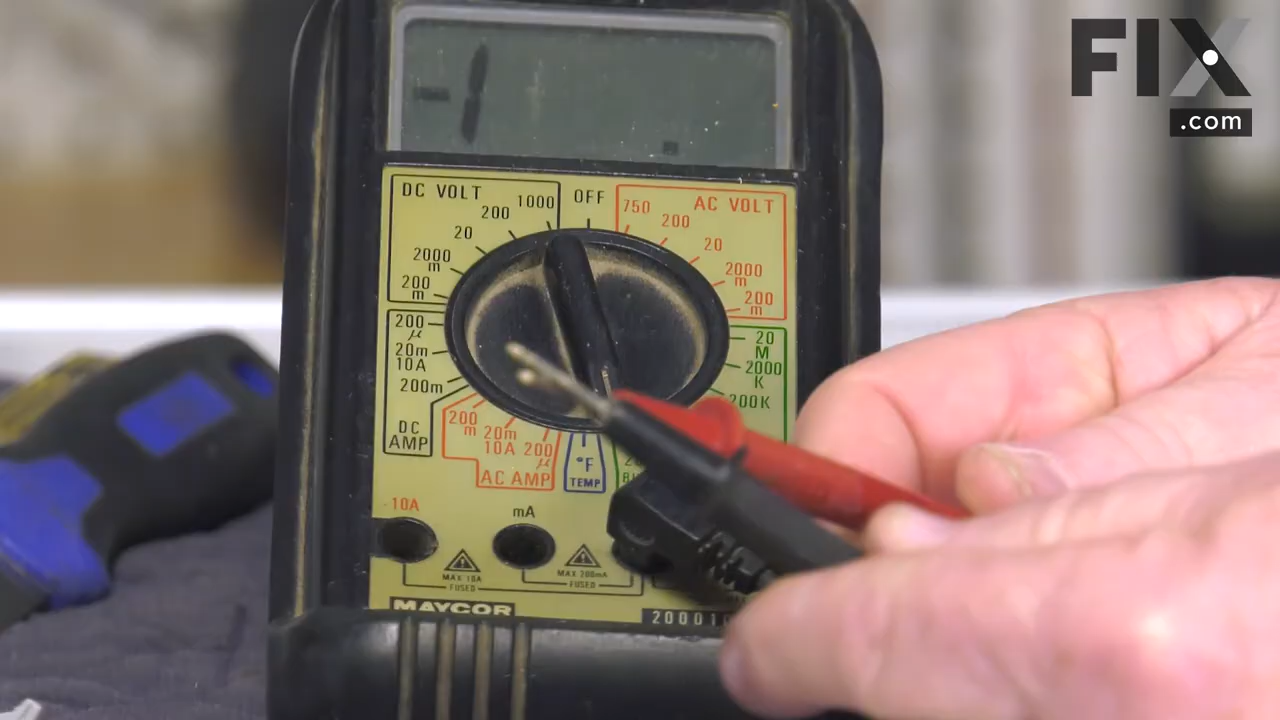 FIX
.com
-1 .
DC VOLT
1000
OFF
750
AC VOLT
200
200
20
20
2000
m
2000
m
200
m
200
m
200
μ
20
M
20m
10A
2000
K
200m
200K
DC
AMP
200
m
20m
10A
200
μ
AC AMP
°F
TEMP
10A
mA
MAX 10A
FUSED
MAX 200mA
FUSED
MAYCOR